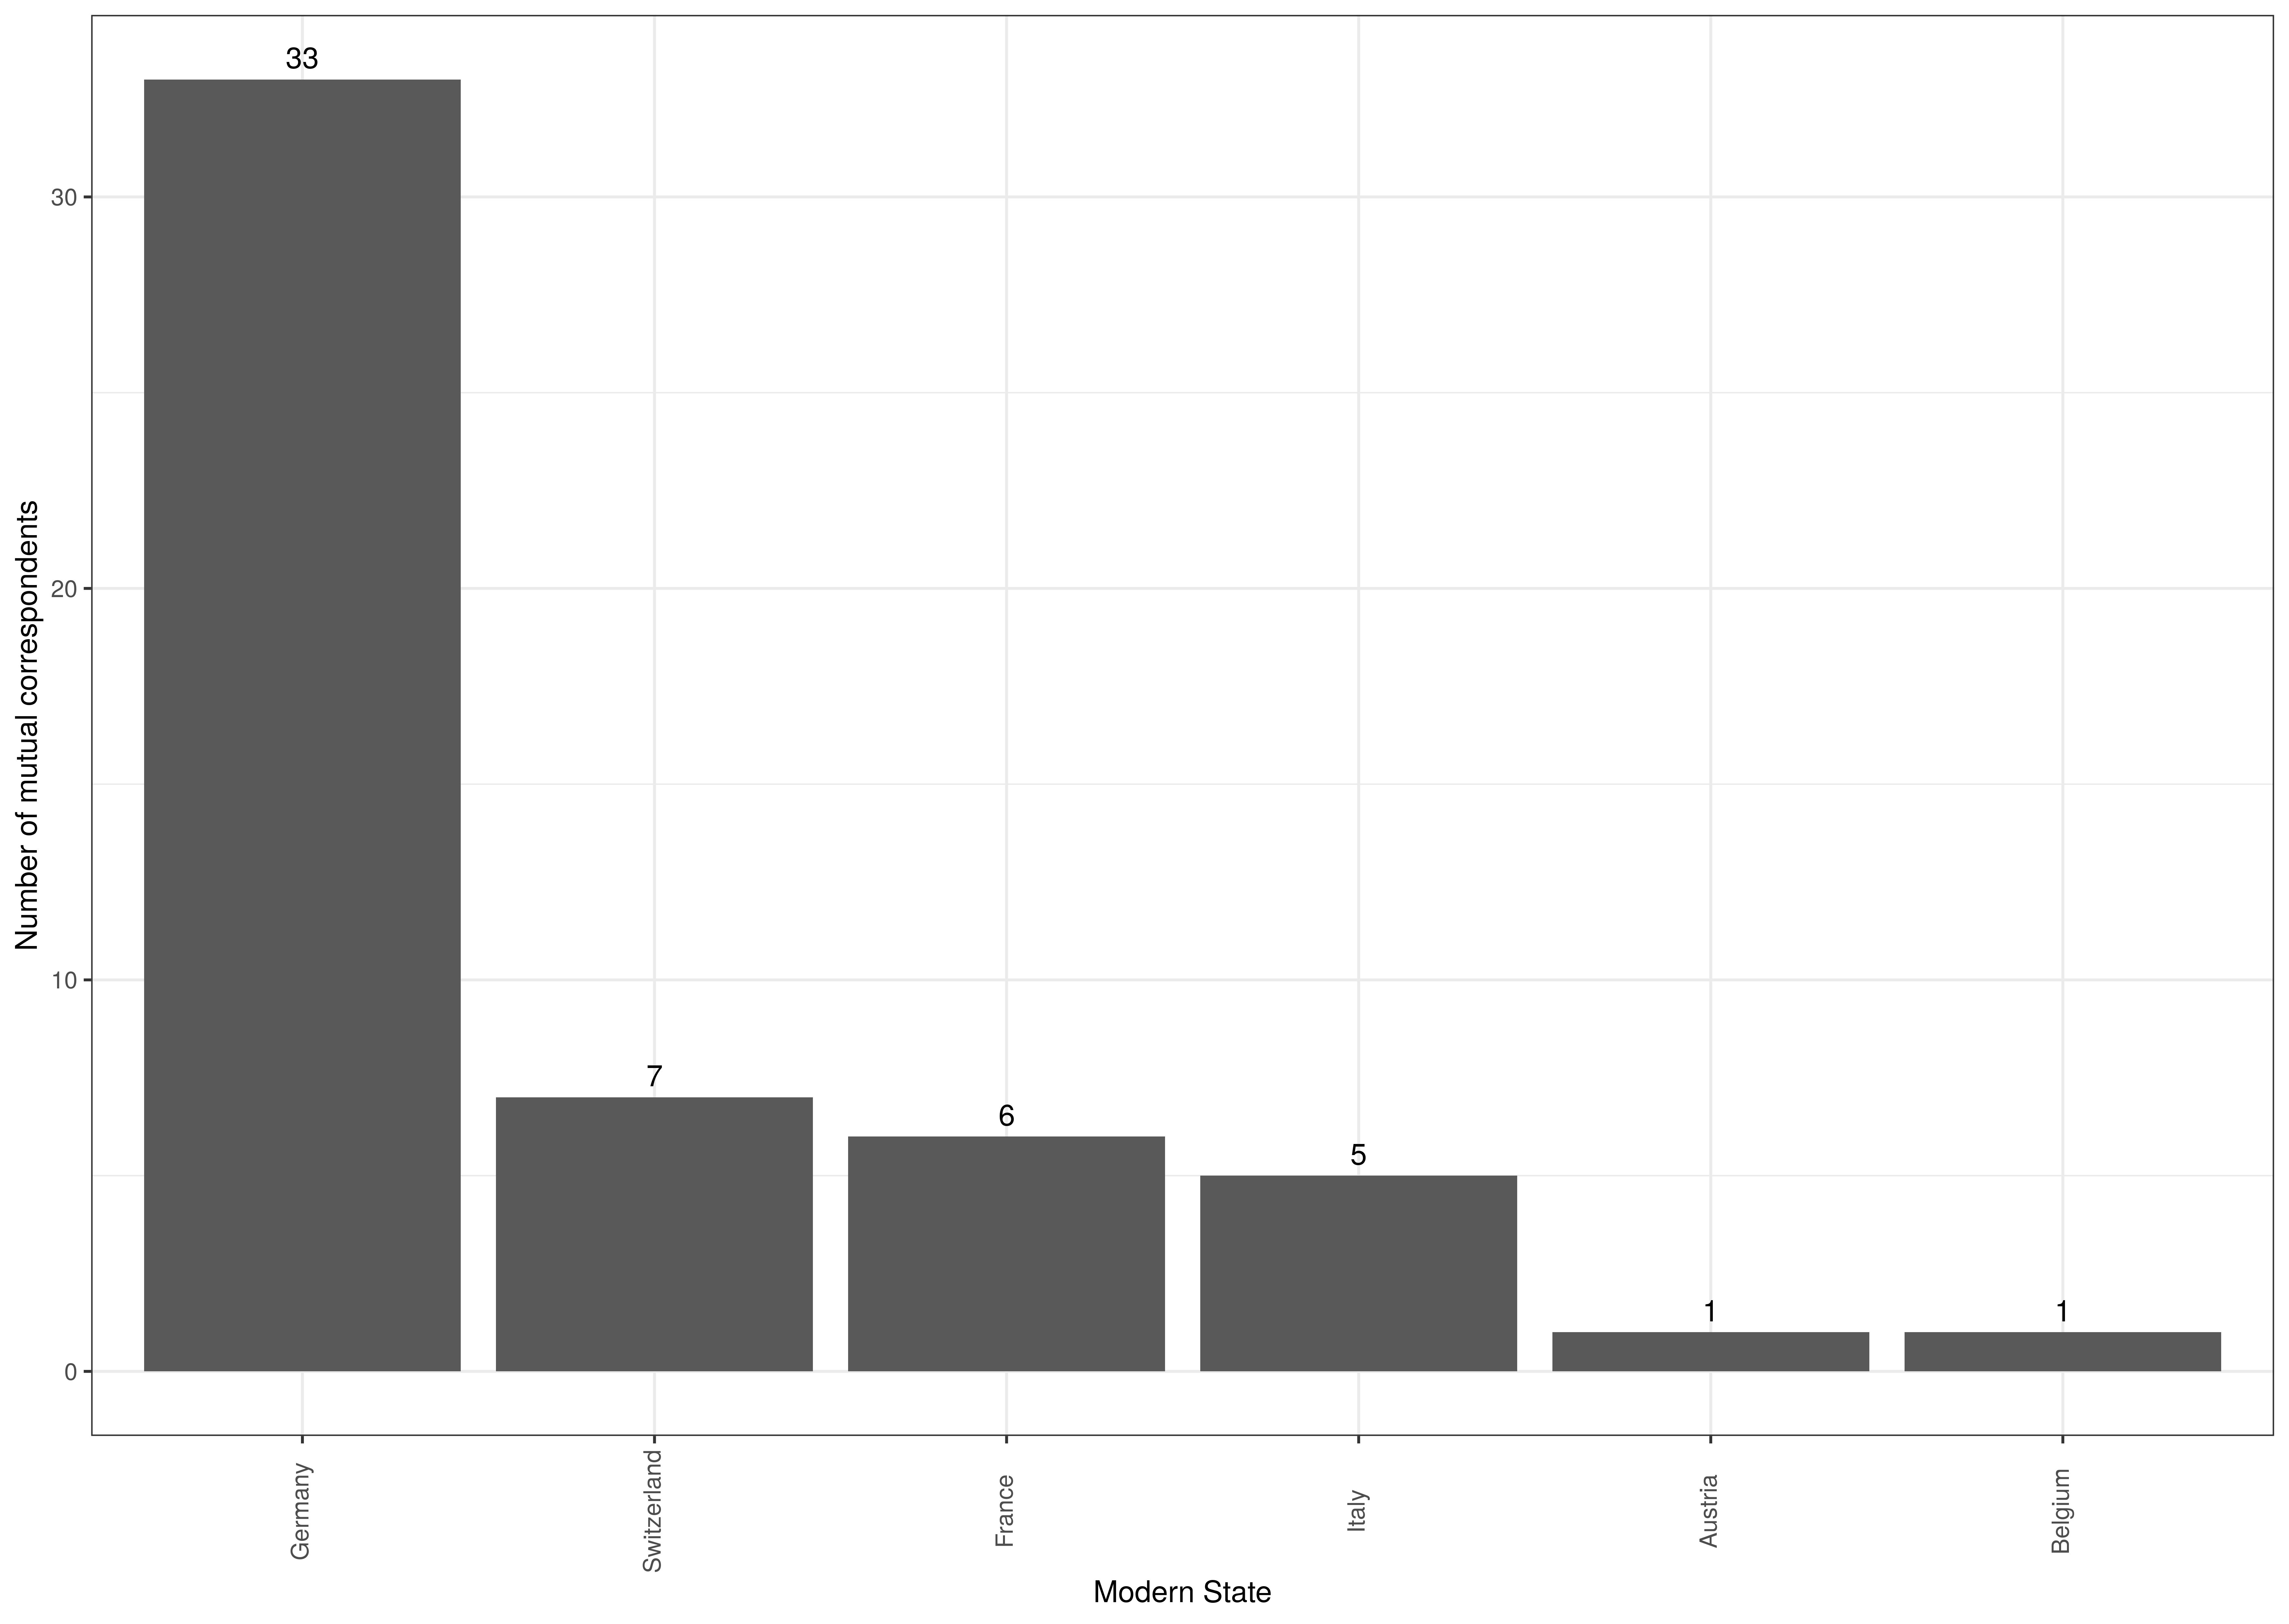 Number of mutual correspondents
30
20
10
0
33
7
6
5
1
1
Germany
Switzerland
France
Italy
Austria
Belgium
Modern State